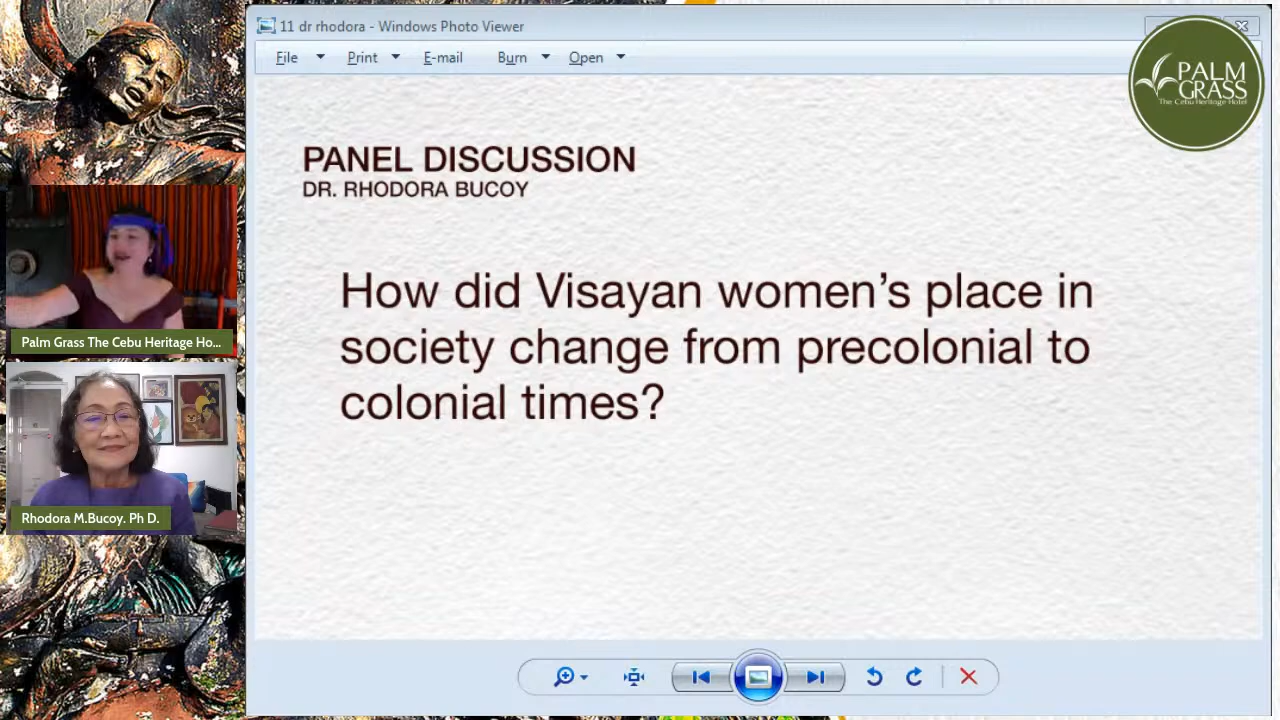 11 dr rhodora - Windows Photo Viewer
File Print E-mail Burn Open
PALM
GRASS
The Cebu Heritage Hotel
PANEL DISCUSSION
DR. RHODORA BUCOY
How did Visayan women's place in
society change from precolonial to
colonial times?
Palm Grass The Cebu Heritage Ho...
Rhodora M.Bucoy. Ph D.